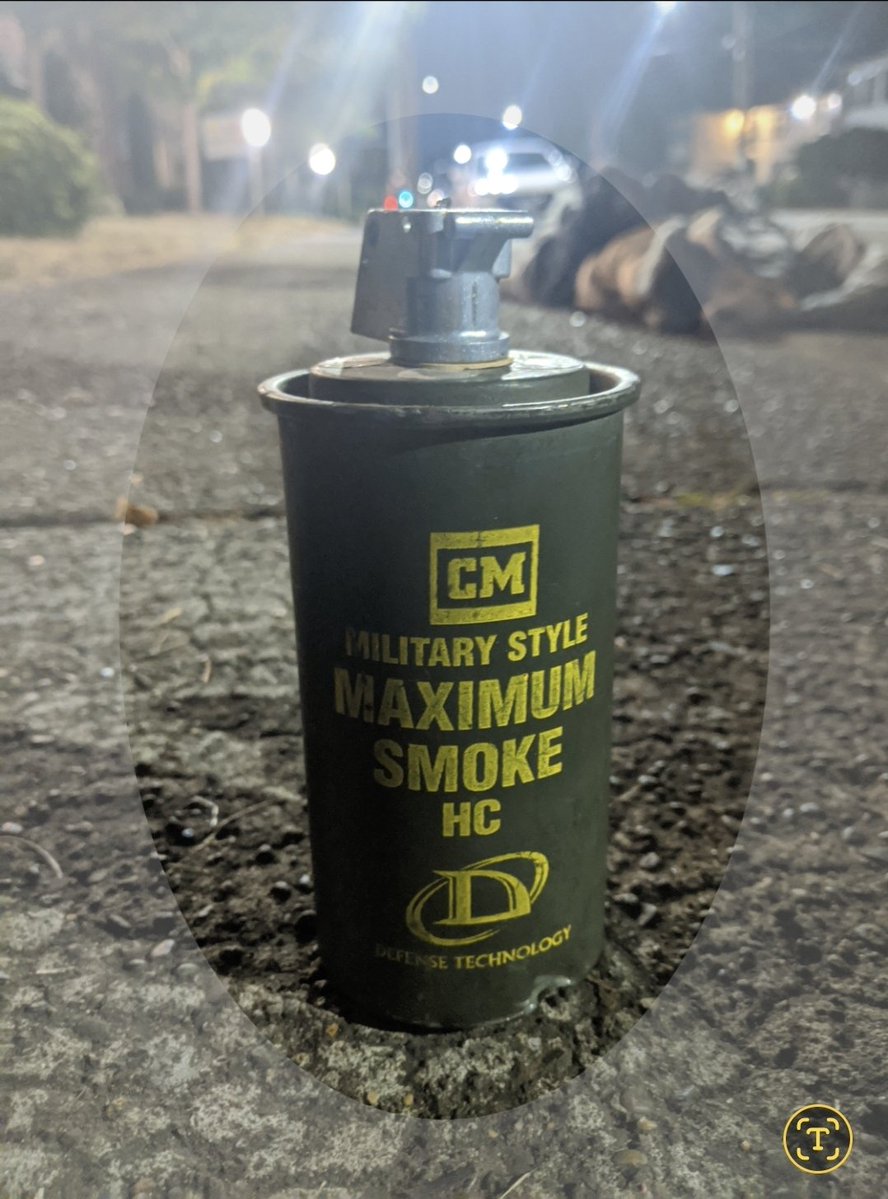 CM
MILITARY STYLE
MAXIMUM
SMOKE
HC
D
DEFENSE TECHNOLOGY
T